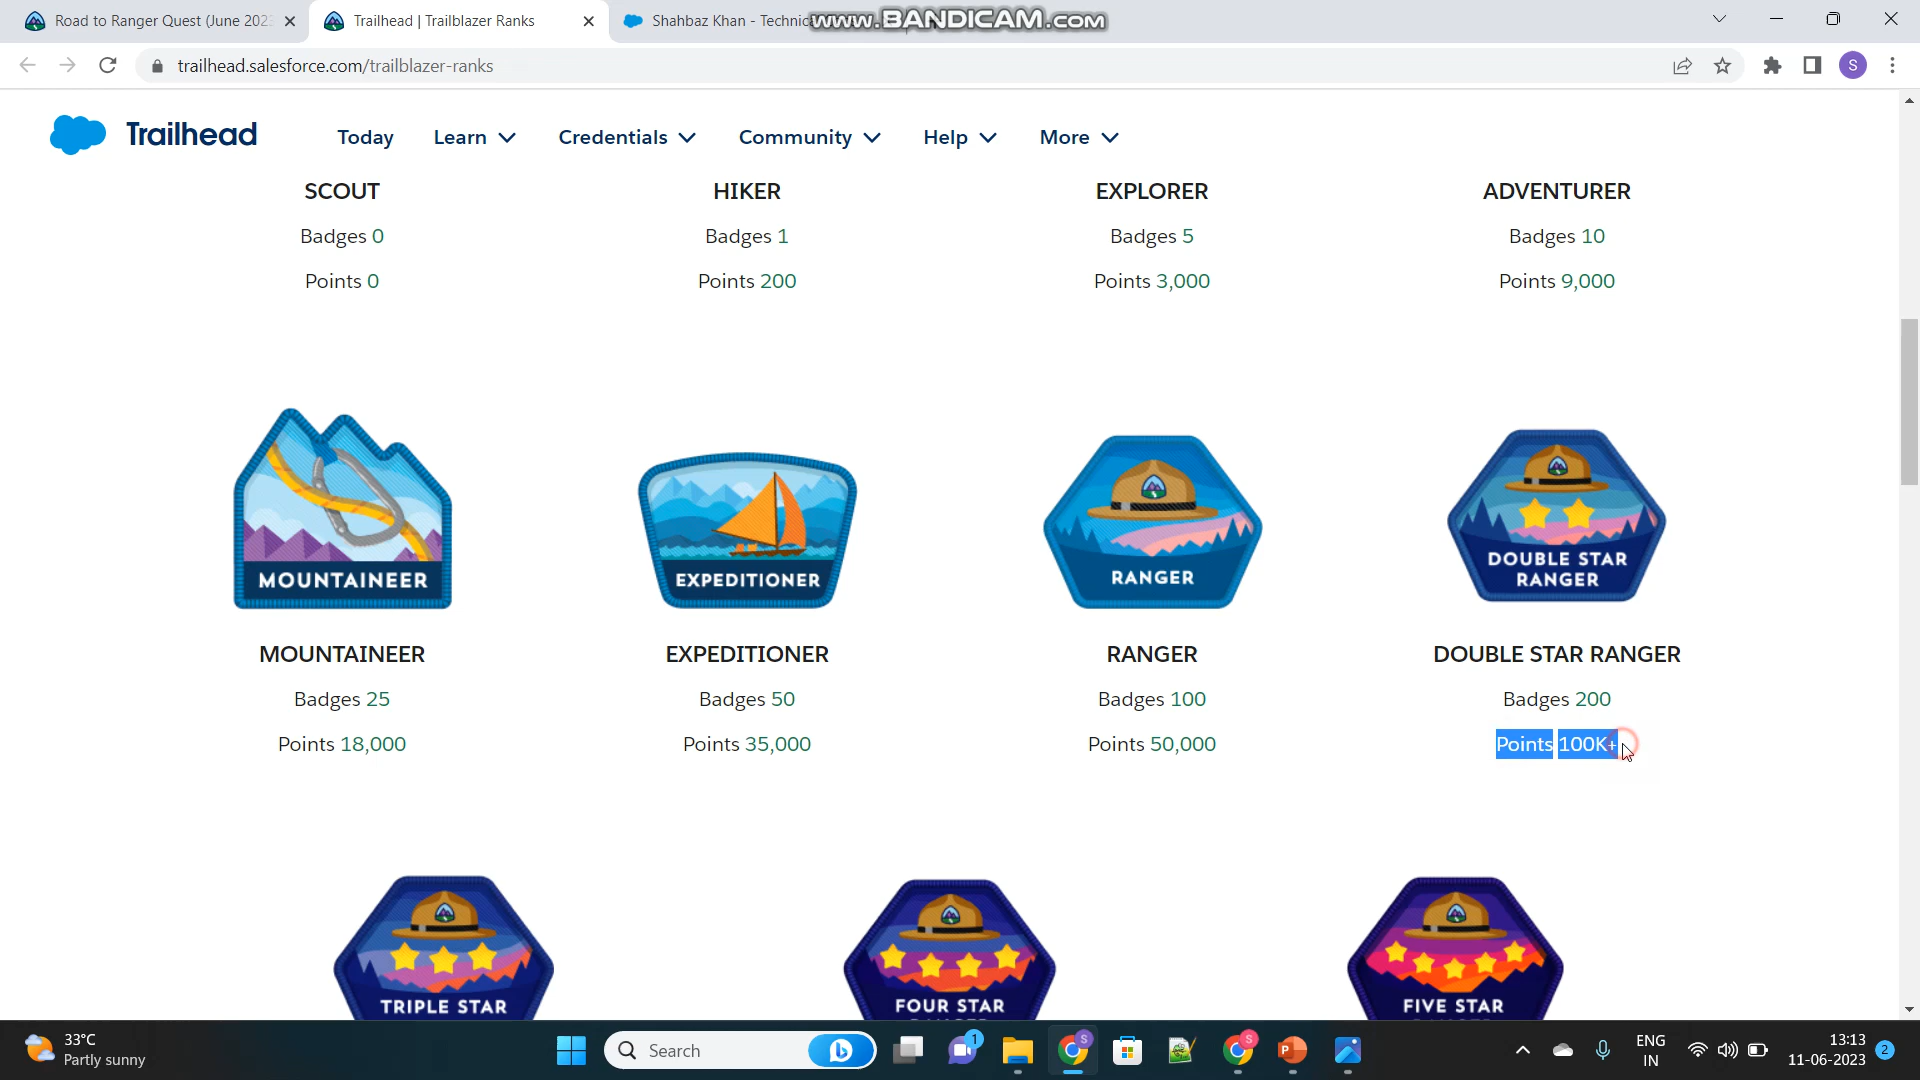 Road to Ranger Quest (June 202
Trailhead | Trailblazer Ranks
Shahbaz Khan - Technic
www.BANDICAM.com
trailhead.salesforce.com/trailblazer-ranks
S
Trailhead
Today
Learn
Credentials
Community
Help
More
SCOUT
HIKER
EXPLORER
ADVENTURER
Badges 0
Badges 1
Badges 5
Badges 10
Points 0
Points 200
Points 3,000
Points 9,000
MOUNTAINEER
EXPEDITIONER
RANGER
DOUBLE STAR
RANGER
MOUNTAINEER
EXPEDITIONER
RANGER
DOUBLE STAR RANGER
Badges 25
Badges 50
Badges 100
Badges 200
Points 18,000
Points 35,000
Points 50,000
Points 100K+
TRIPLE STAR
FOUR STAR
FIVE STAR
33°C
Partly sunny
Search
1
S
S
P
ENG
IN
13:13
11-06-2023
2